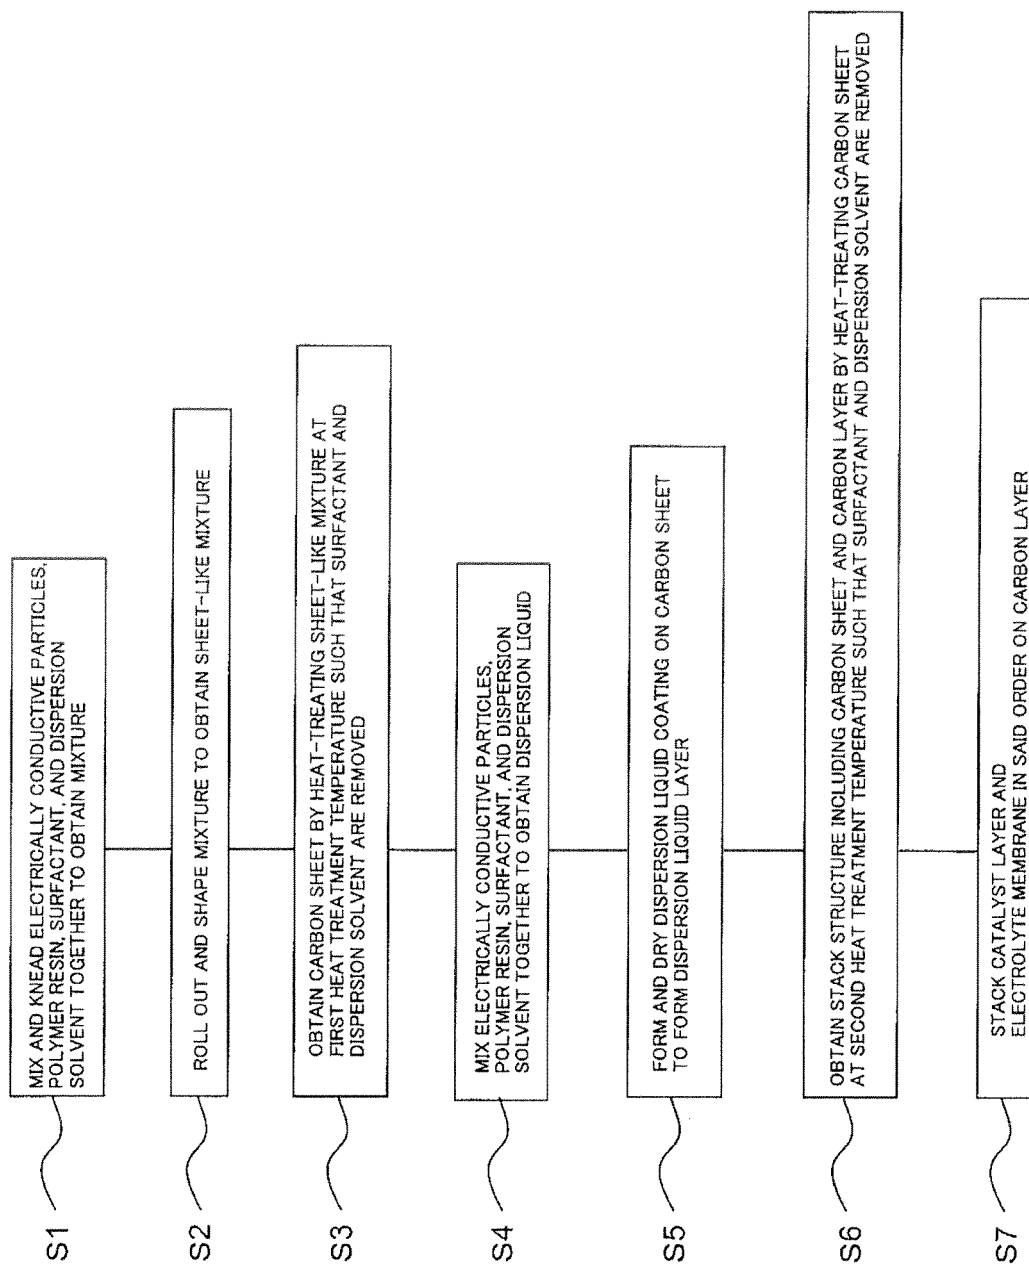 S1
MIX AND KNEAD ELECTRICALLY CONDUCTIVE PARTICLES,
POLYMER RESIN, SURFACTANT, AND DISPERSION
SOLVENT TOGETHER TO OBTAIN MIXTURE
S2
ROLL OUT AND SHAPE MIXTURE TO OBTAIN SHEET-LIKE MIXTURE
S3
OBTAIN CARBON SHEET BY HEAT-TREATING SHEET-LIKE MIXTURE AT
FIRST HEAT TREATMENT TEMPERATURE SUCH THAT SURFACTANT AND
DISPERSION SOLVENT ARE REMOVED
S4
MIX ELECTRICALLY CONDUCTIVE PARTICLES,
POLYMER RESIN, SURFACTANT, AND DISPERSION
SOLVENT TOGETHER TO OBTAIN DISPERSION LIQUID
S5
FORM AND DRY DISPERSION LIQUID COATING ON CARBON SHEET
TO FORM DISPERSION LIQUID LAYER
S6
OBTAIN STACK STRUCTURE INCLUDING CARBON SHEET AND CARBON LAYER BY HEAT-TREATING CARBON SHEET
AT SECOND HEAT TREATMENT TEMPERATURE SUCH THAT SURFACTANT AND DISPERSION SOLVENT ARE REMOVED
S7
STACK CATALYST LAYER AND
ELECTROLYTE MEMBRANE IN SAID ORDER ON CARBON LAYER